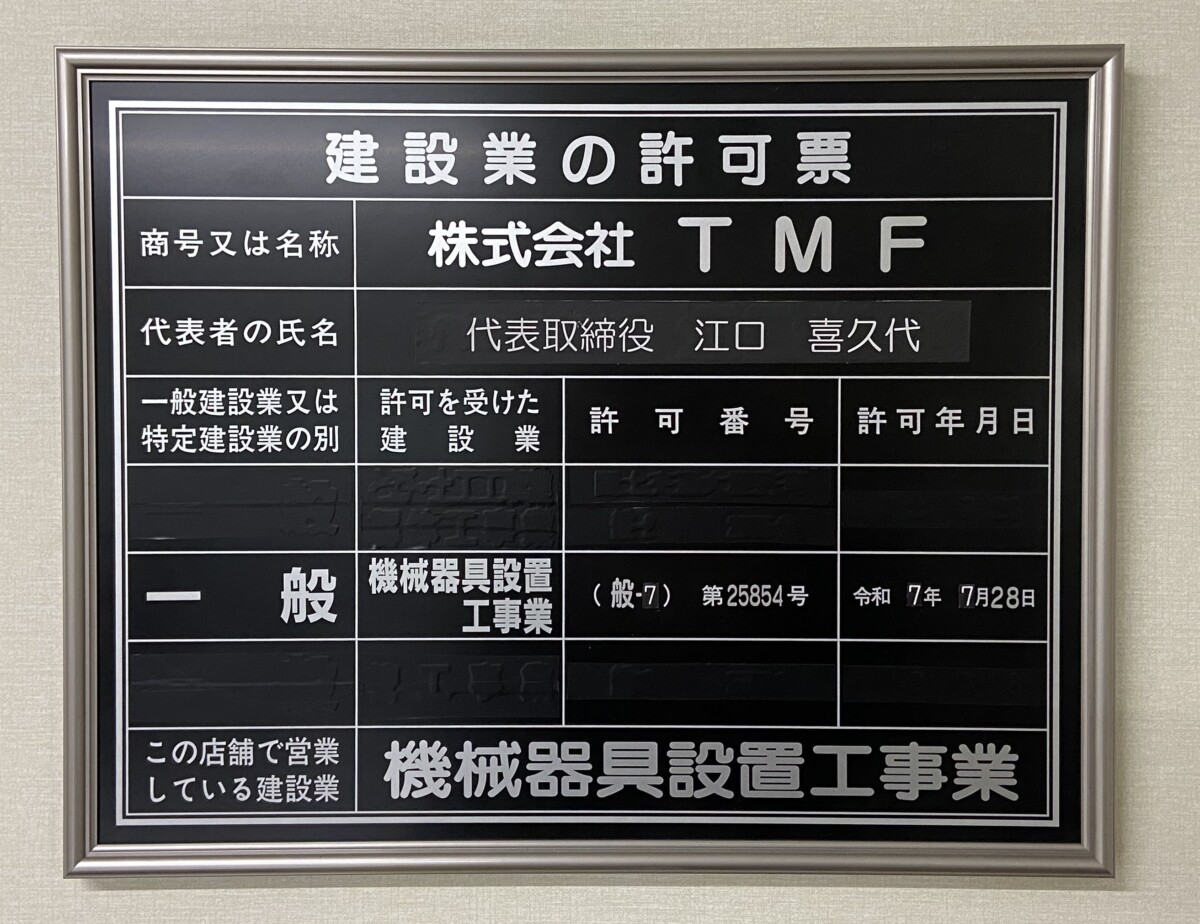 建設業の許可票
商号又は名称 株式会社 TMF
代表者の氏名 代表取締役 江口 喜久代
一般建設業又は
特定建設業の別
許可を受けた
建設業
許可番号
許可年月日
一般
機械器具設置
工事業
(般-7) 第25854号
令和 7年 7月28日
この店舗で営業
している建設業
機械器具設置工事業